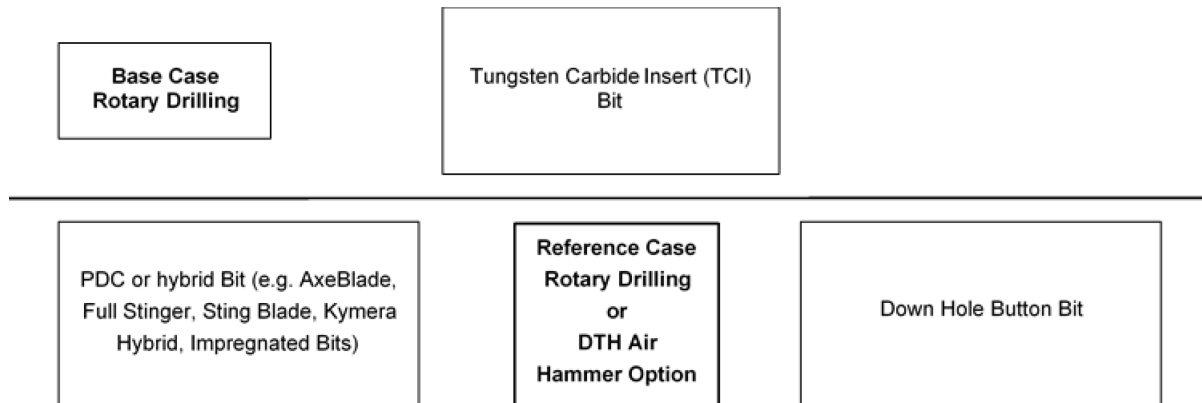 Base Case
Rotary Drilling
Tungsten Carbide Insert (TCI)
Bit
PDC or hybrid Bit (e.g. AxeBlade,
Full Stinger, Sting Blade, Kymera
Hybrid, Impregnated Bits)
Reference Case
Rotary Drilling
or
DTH Air
Hammer Option
Down Hole Button Bit